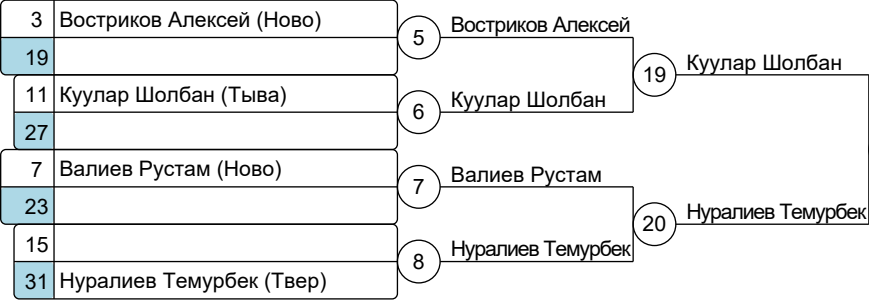 3 Востриков Алексей (Ново)
19
5 Востриков Алексей
11 Куулар Шолбан (Тыва)
27
6 Куулар Шолбан
19 Куулар Шолбан
7 Валиев Рустам (Ново)
23
7 Валиев Рустам
15
31 Нуралиев Темурбек (Твер)
8 Нуралиев Темурбек
20 Нуралиев Темурбек